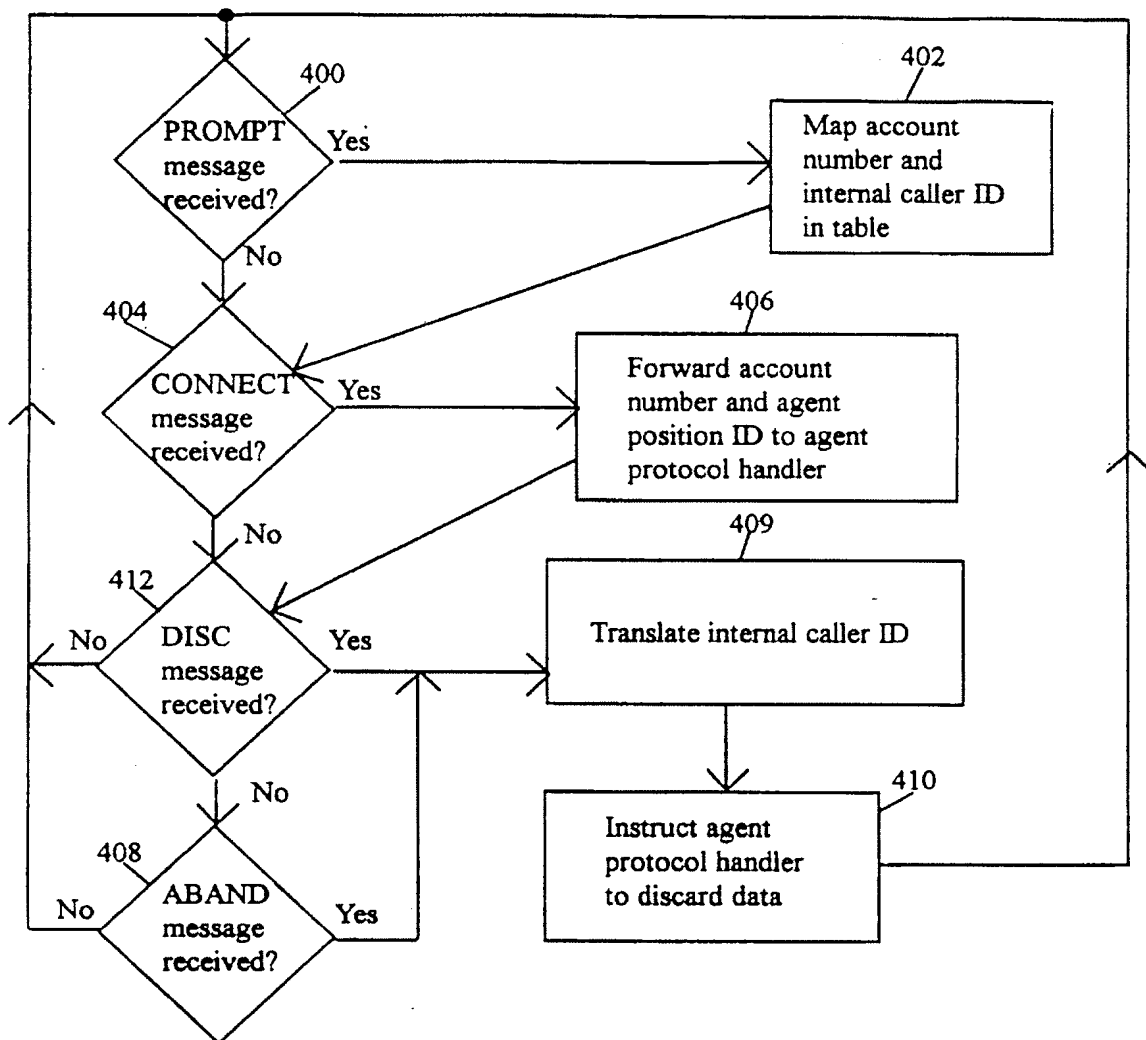 400
PROMPT
message
received?
Yes
No
402
Map account
number and
internal caller ID
in table
404
CONNECT
message
received?
Yes
No
406
Forward account
number and agent
position ID to agent
protocol handler
412
DISC
message
received?
No
Yes
No
409
Translate internal caller ID
408
ABAND
message
received?
No
Yes
410
Instruct agent
protocol handler
to discard data